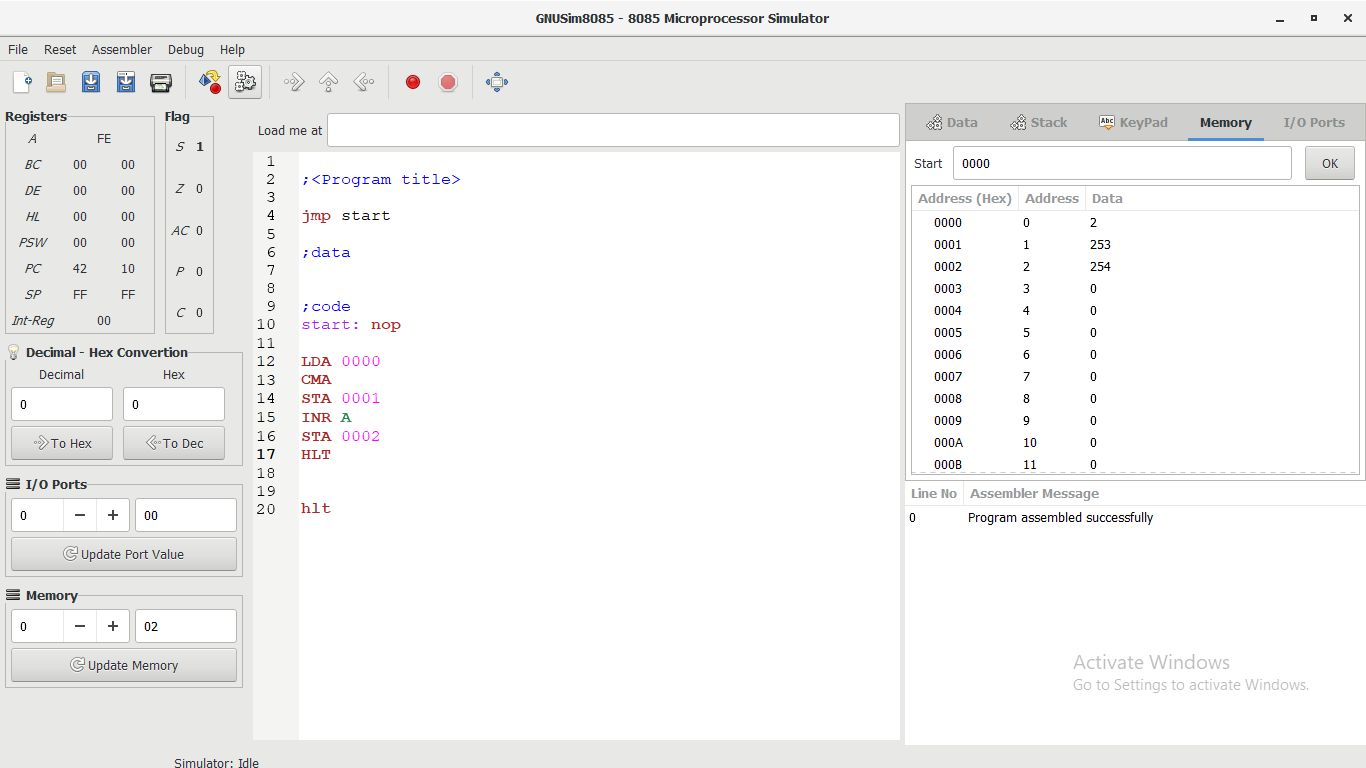 GNUSim8085 - 8085 Microprocessor Simulator
File Reset Assembler Debug Help
Registers
A FE
BC 00 00
DE 00 00
HL 00 00
PSW 00 00
PC 42 10
SP FF FF
Int-Reg 00
Flag
S 1
Z 0
AC 0
P 0
C 0
Decimal - Hex Convertion
Decimal Hex
0 0
To Hex To Dec
I/O Ports
0 00
Update Port Value
Memory
0 02
Update Memory
Load me at
1
2 ;<Program title>
3
4 jmp start
5
6 ;data
7
8
9 ;code
10 start: nop
11
12 LDA 0000
13 CMA
14 STA 0001
15 INR A
16 STA 0002
17 HLT
18
19
20 hlt
Data Stack Abc KeyPad Memory I/O Ports
Start 0000 OK
Address (Hex) Address Data
0000 0 2
0001 1 253
0002 2 254
0003 3 0
0004 4 0
0005 5 0
0006 6 0
0007 7 0
0008 8 0
0009 9 0
000A 10 0
000B 11 0
Line No Assembler Message
0 Program assembled successfully
Activate Windows
Go to Settings to activate Windows.
Simulator: Idle